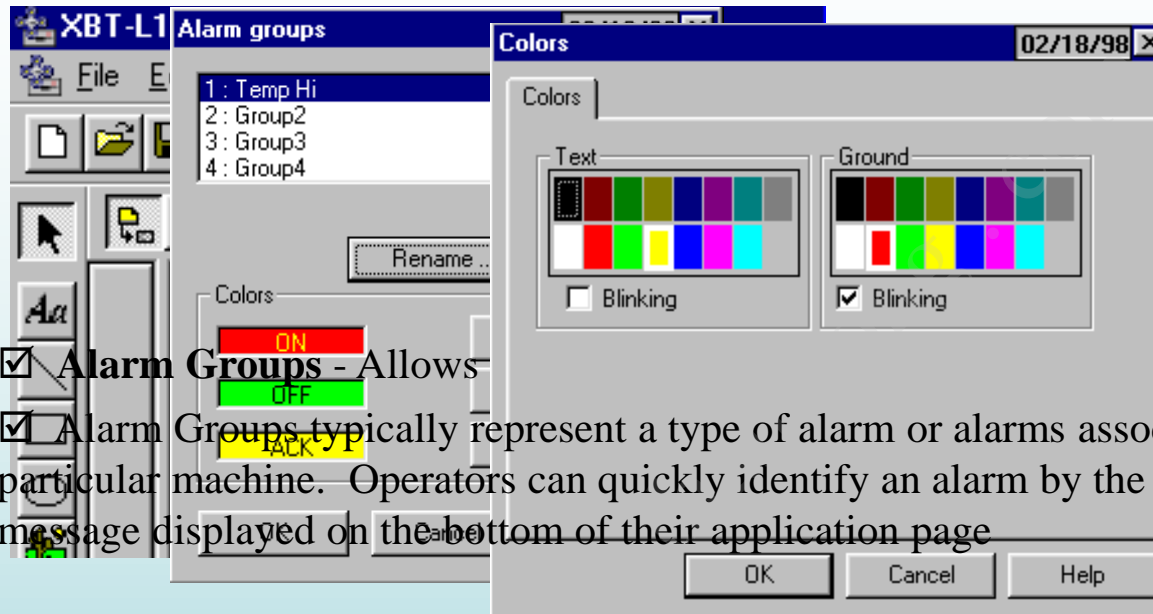 XBT-L1
File E
Alarm groups
1 : Temp Hi
2 : Group2
3 : Group3
4 : Group4
Rename ..
Colors
ON
OFF
ACK
OK Cancel
Colors 02/18/98
Colors
Text Ground
Blinking Blinking
OK Cancel Help
Aa
Alarm Groups - Allows
Alarm Groups typically represent a type of alarm or alarms asso
particular machine. Operators can quickly identify an alarm by the
message displayed on the bottom of their application page